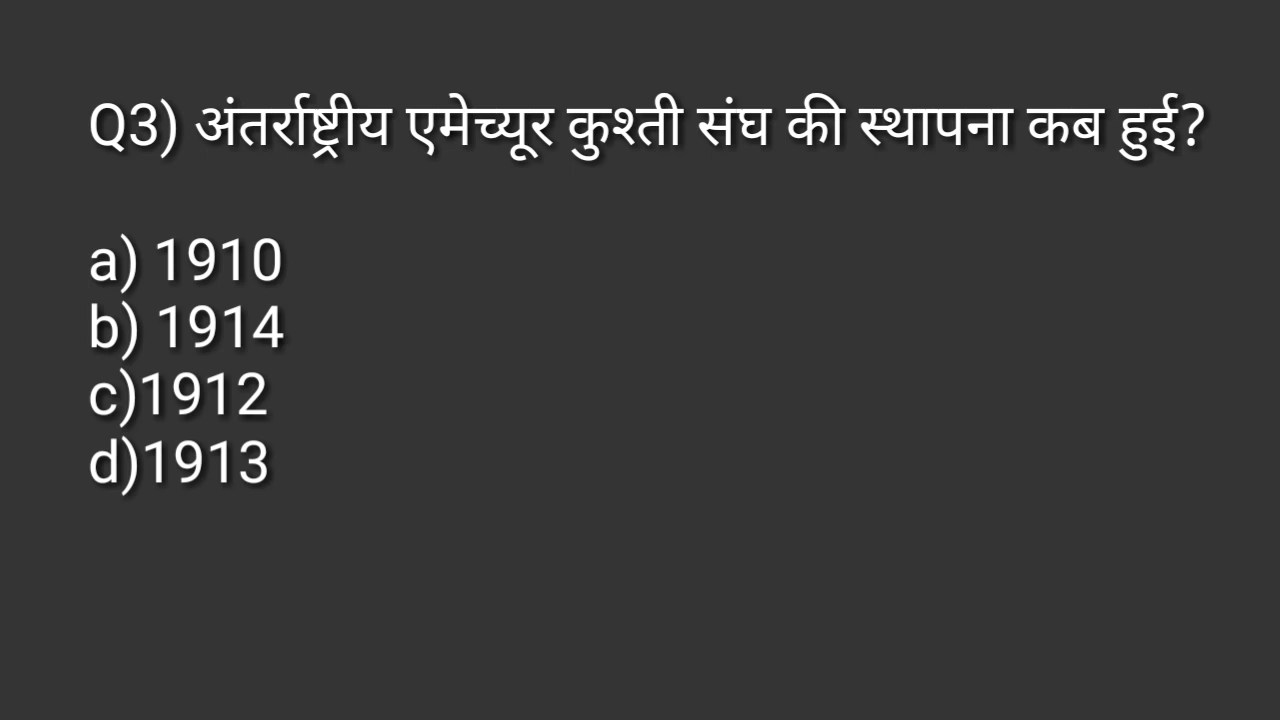 Q3) अंतर्राष्ट्रीय एमेच्यूर कुश्ती संघ की स्थापना कब हुई?
a) 1910
b) 1914
c)1912
d)1913